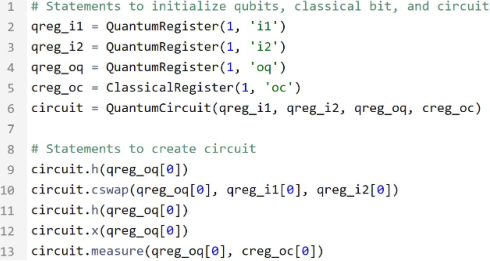 1 # Statements to initialize qubits, classical bit, and circuit
2 qreg_i1 = QuantumRegister(1, 'i1')
3 qreg_i2 = QuantumRegister(1, 'i2')
4 qreg_oq = QuantumRegister(1, 'oq')
5 creg_oc = ClassicalRegister(1, 'oc')
6 circuit = QuantumCircuit(qreg_i1, qreg_i2, qreg_oq, creg_oc)
7
8 # Statements to create circuit
9 circuit.h(qreg_oq[0])
10 circuit.cswap(qreg_oq[0], qreg_i1[0], qreg_i2[0])
11 circuit.h(qreg_oq[0])
12 circuit.x(qreg_oq[0])
13 circuit.measure(qreg_oq[0], creg_oc[0])